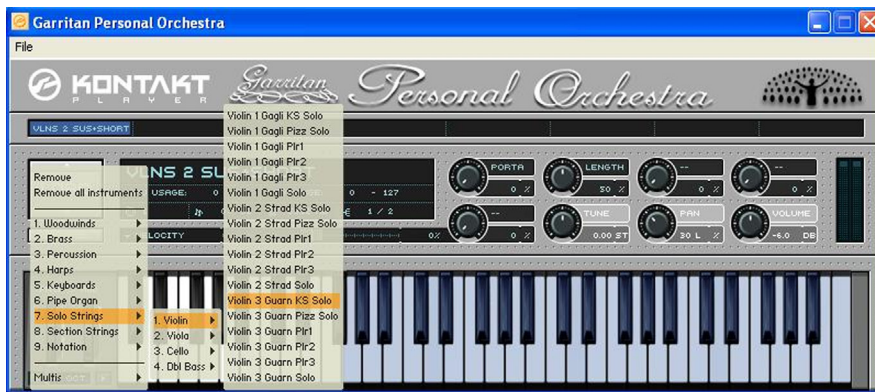 Garritan Personal Orchestra
File
KONTAKT
PLAYER
Garritan Personal Orchestra
VLNS 2 SUS+SHORT
VLNS 2 SU
USAGE: 0
0 - 127
1 / 2
LOCITY
0%
PORTA
0 %
LENGTH
50 %
--
0 %
--
0 %
--
0 %
TUNE
0.00 ST
PAN
30 L %
VOLUME
-6.0 DB
Remove
Remove all instruments
1. Woodwinds
2. Brass
3. Percussion
4. Harps
5. Keyboards
6. Pipe Organ
7. Solo Strings
8. Section Strings
9. Notation
Multis
1. Violin
2. Viola
3. Cello
4. Dbl Bass
Violin 1 Gagli KS Solo
Violin 1 Gagli Pizz Solo
Violin 1 Gagli Plr1
Violin 1 Gagli Plr2
Violin 1 Gagli Plr3
Violin 1 Gagli Solo
Violin 2 Strad KS Solo
Violin 2 Strad Pizz Solo
Violin 2 Strad Plr1
Violin 2 Strad Plr2
Violin 2 Strad Plr3
Violin 2 Strad Solo
Violin 3 Guarn KS Solo
Violin 3 Guarn Pizz Solo
Violin 3 Guarn Plr1
Violin 3 Guarn Plr2
Violin 3 Guarn Plr3
Violin 3 Guarn Solo